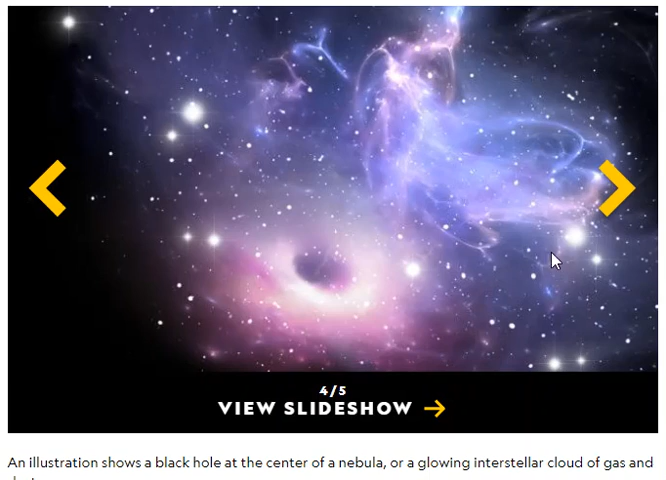 4/5
VIEW SLIDESHOW →
An illustration shows a black hole at the center of a nebula, or a glowing interstellar cloud of gas and